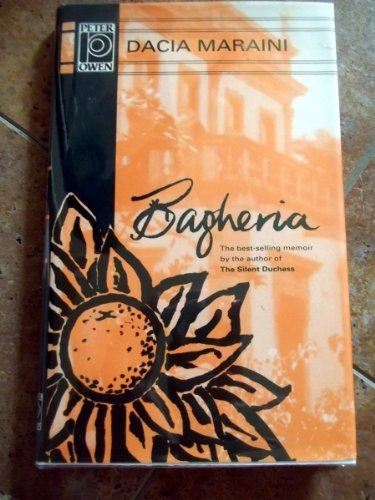 PETER
OWEN
DACIA MARAINI
Bagheria
The best-selling memoir
by the author of
The Silent Duchess